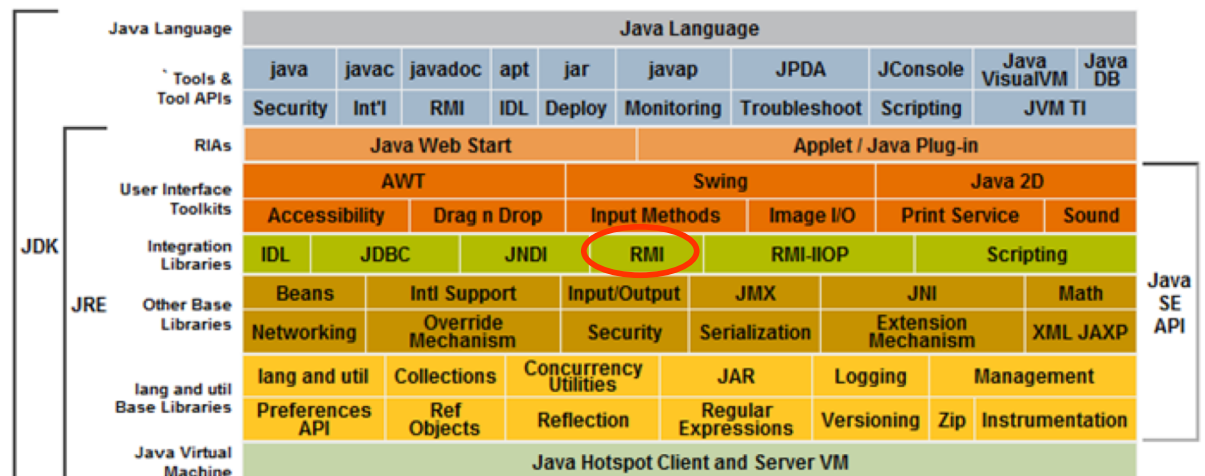 Java Language Java Language
` Tools & Tool APIs
java javac javadoc apt jar javap JPDA JConsole Java VisualVM Java DB
Security Int'l RMI IDL Deploy Monitoring Troubleshoot Scripting JVM TI
RIAs Java Web Start Applet / Java Plug-in
User Interface Toolkits
AWT Swing Java 2D
Accessibility Drag n Drop Input Methods Image I/O Print Service Sound
JDK
Integration Libraries
IDL JDBC JNDI RMI RMI-IIOP Scripting
JRE
Other Base Libraries
Beans Intl Support Input/Output JMX JNI Math
Networking Override Mechanism Security Serialization Extension Mechanism XML JAXP
Java SE API
lang and util Base Libraries
lang and util Collections Concurrency Utilities JAR Logging Management
Preferences API Ref Objects Reflection Regular Expressions Versioning Zip Instrumentation
Java Virtual Machine
Java Hotspot Client and Server VM